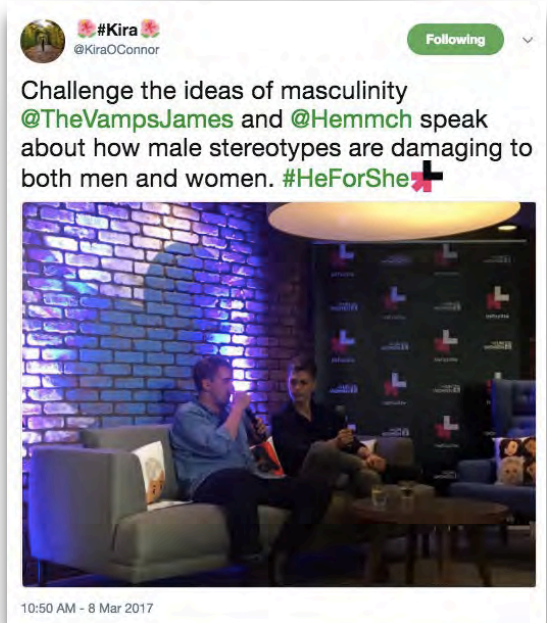 🌺#Kira🌺
@KiraOConnor
Following
Challenge the ideas of masculinity
@TheVampsJames and @Hemmch speak
about how male stereotypes are damaging to
both men and women. #HeForShe
10:50 AM - 8 Mar 2017